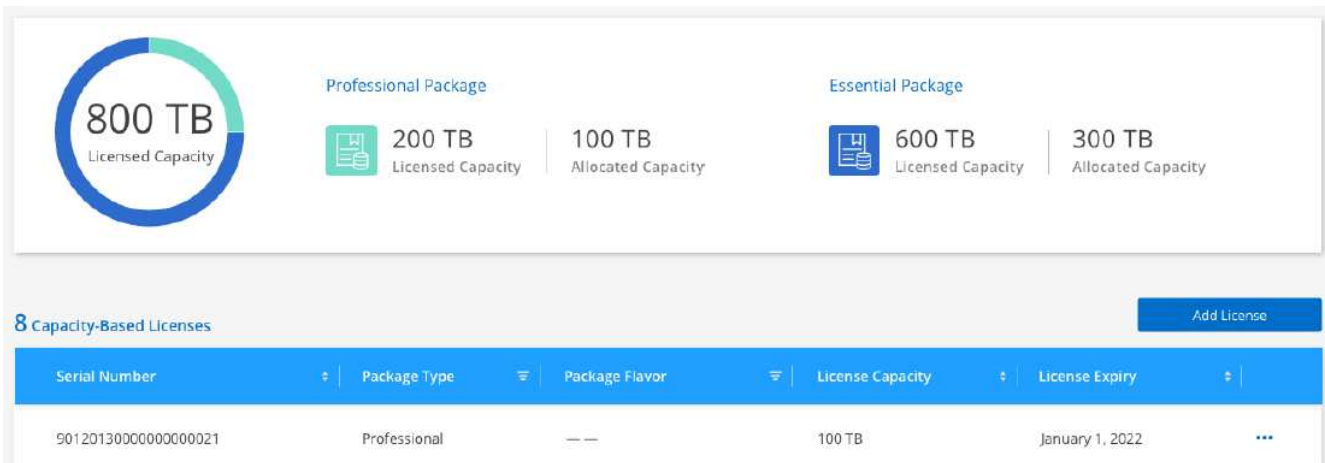 800 TB
Licensed Capacity
Professional Package
200 TB
Licensed Capacity
100 TB
Allocated Capacity
Essential Package
600 TB
Licensed Capacity
300 TB
Allocated Capacity
8 Capacity-Based Licenses
Add License
Serial Number Package Type Package Flavor License Capacity License Expiry
90120130000000000021 Professional — — 100 TB January 1, 2022 •••